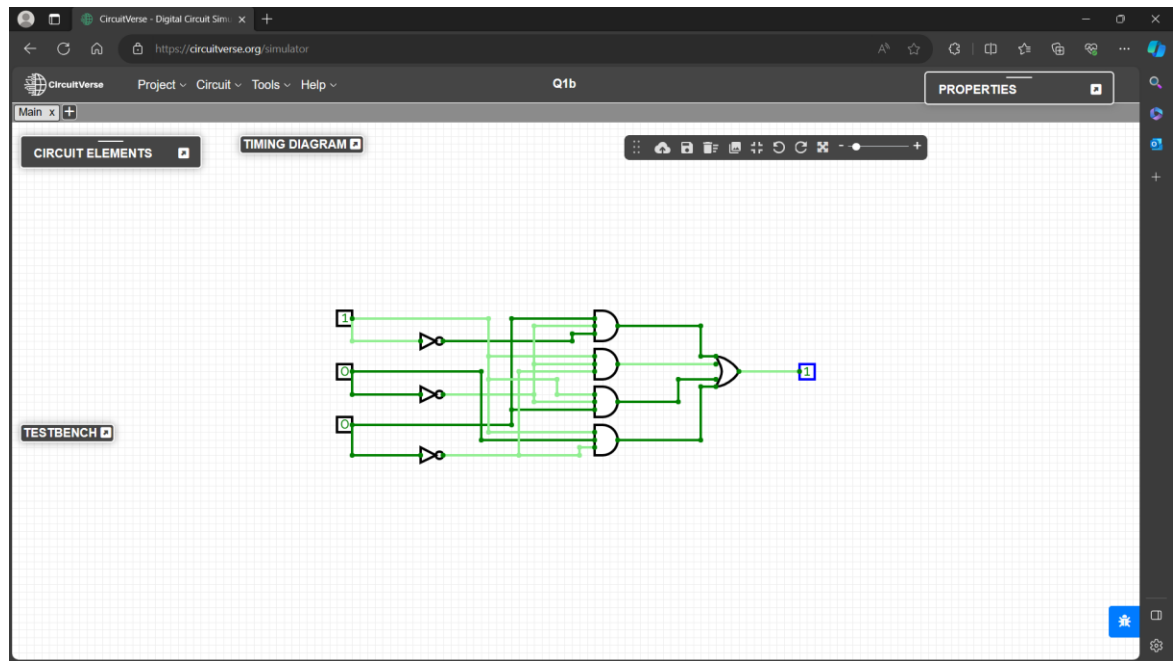 CircuitVerse - Digital Circuit Simu
https://circuitverse.org/simulator
CircuitVerse Project Circuit Tools Help Q1b PROPERTIES
Main x +
CIRCUIT ELEMENTS TIMING DIAGRAM
1
0
0
1
TESTBENCH